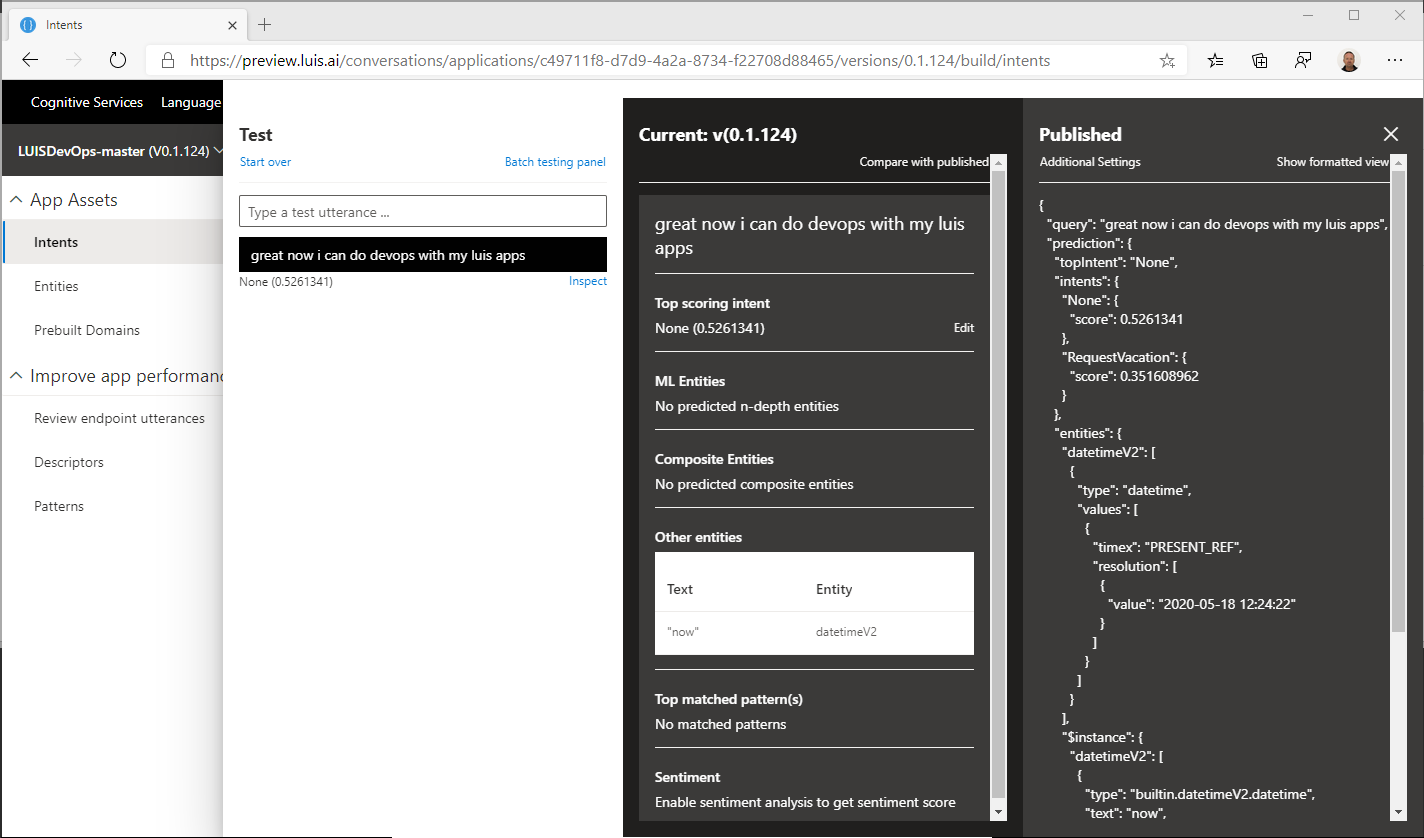 Intents
https://preview.luis.ai/conversations/applications/c49711f8-d7d9-4a2a-8734-f22708d88465/versions/0.1.124/build/intents
Cognitive Services
Language
LUISDevOps-master (V0.1.124)
App Assets
Intents
Entities
Prebuilt Domains
Improve app performanc
Review endpoint utterances
Descriptors
Patterns
Test
Start over
Batch testing panel
Type a test utterance ...
great now i can do devops with my luis apps
None (0.5261341)
Inspect
Current: v(0.1.124)
Compare with published
great now i can do devops with my luis
apps
Top scoring intent
None (0.5261341)
Edit
ML Entities
No predicted n-depth entities
Composite Entities
No predicted composite entities
Other entities
Text
Entity
"now"
datetimeV2
Top matched pattern(s)
No matched patterns
Sentiment
Enable sentiment analysis to get sentiment score
Published
Additional Settings
Show formatted view
{
"query": "great now i can do devops with my luis apps",
"prediction": {
"topIntent": "None",
"intents": {
"None": {
"score": 0.5261341
},
"RequestVacation": {
"score": 0.351608962
}
},
"entities": {
"datetimeV2": [
{
"type": "datetime",
"values": [
{
"timex": "PRESENT_REF",
"resolution": [
{
"value": "2020-05-18 12:24:22"
}
]
}
]
}
],
"$instance": {
"datetimeV2": [
{
"type": "builtin.datetimeV2.datetime",
"text": "now",